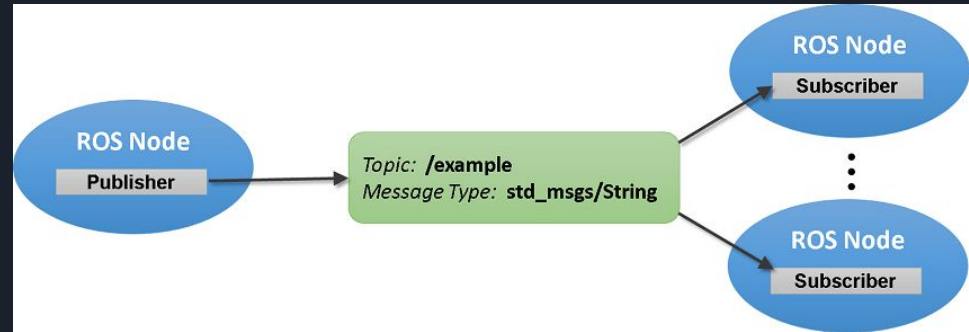 ROS Node
Publisher
Topic: /example
Message Type: std_msgs/String
ROS Node
Subscriber
ROS Node
Subscriber